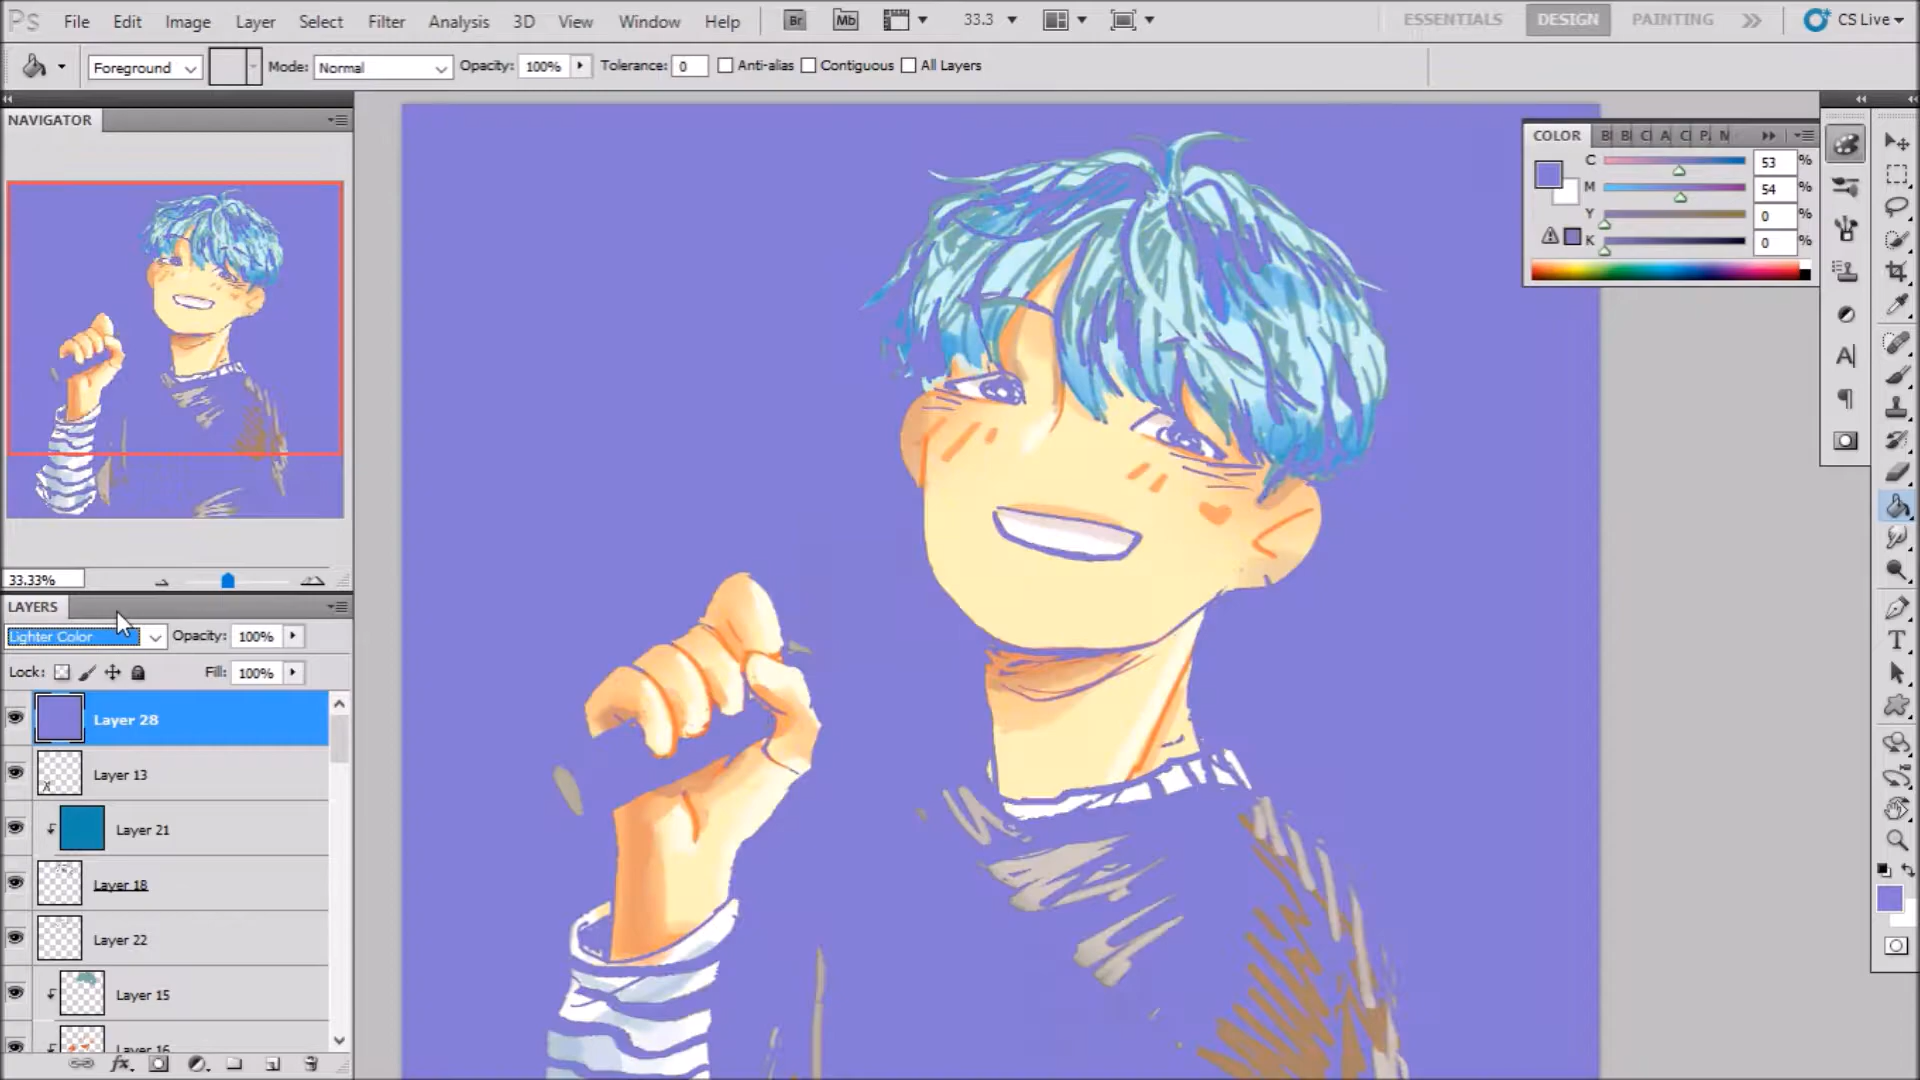 Ps File Edit Image Layer Select Filter Analysis 3D View Window Help Br Mb 33.3 ESSENTIALS DESIGN PAINTING CS Live
Foreground Mode: Normal Opacity: 100% Tolerance: 0 Anti-alias Contiguous All Layers
NAVIGATOR
COLOR
C 53 %
M 54 %
Y 0 %
K 0 %
33.33%
LAYERS
Lighter Color Opacity: 100%
Lock: Fill: 100%
Layer 28
Layer 13
Layer 21
Layer 18
Layer 22
Layer 15
Layer 16